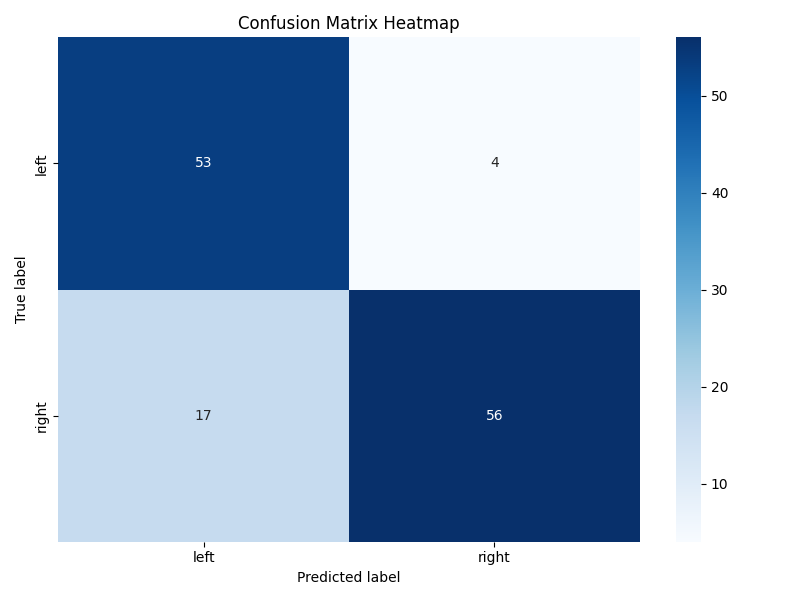 Confusion Matrix Heatmap
True label
left
53
4
right
17
56
left
right
Predicted label
50
40
30
20
10